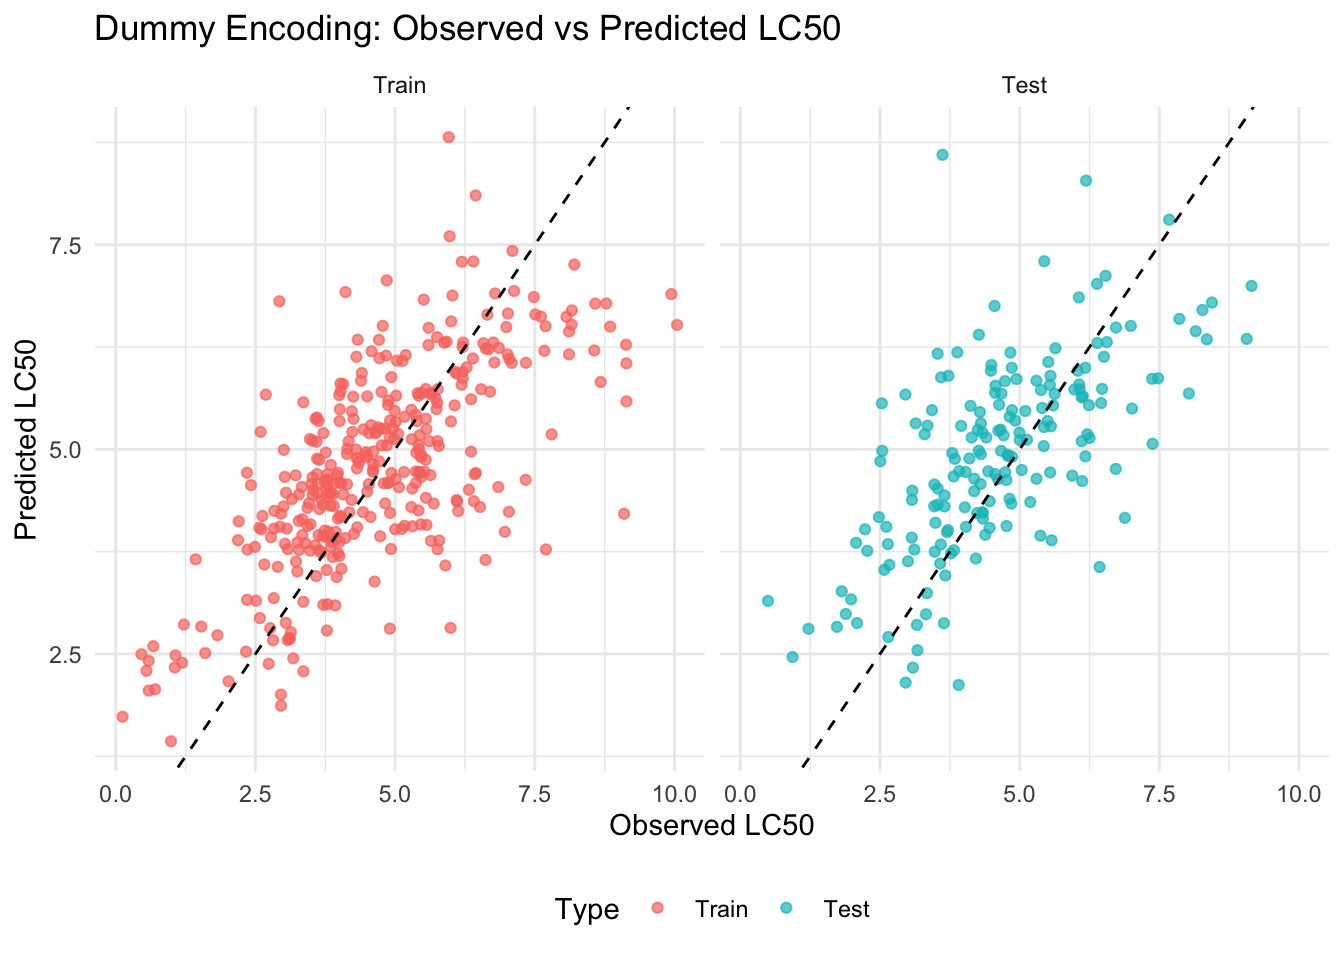 Dummy Encoding: Observed vs Predicted LC50
Train
Test
Predicted LC50
7.5
5.0
2.5
0.0 2.5 5.0 7.5 10.0
0.0 2.5 5.0 7.5 10.0
Observed LC50
Type Train Test